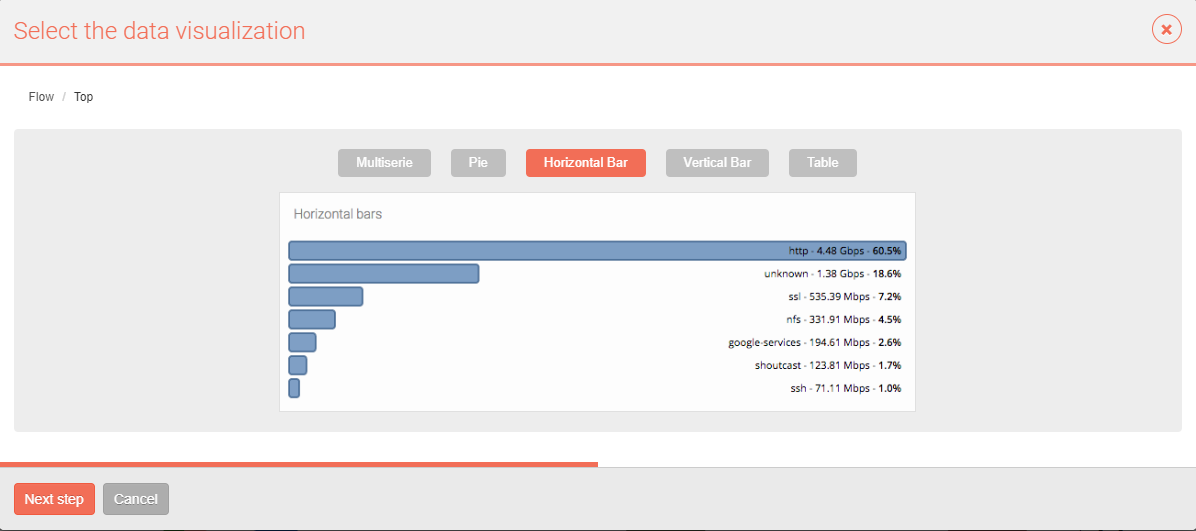 Select the data visualization
Flow / Top
Multiserie Pie Horizontal Bar Vertical Bar Table
Horizontal bars
http - 4.48 Gbps - 60.5%
unknown - 1.38 Gbps - 18.6%
ssl - 535.39 Mbps - 7.2%
nfs - 331.91 Mbps - 4.5%
google-services - 194.61 Mbps - 2.6%
shoutcast - 123.81 Mbps - 1.7%
ssh - 71.11 Mbps - 1.0%
Next step Cancel